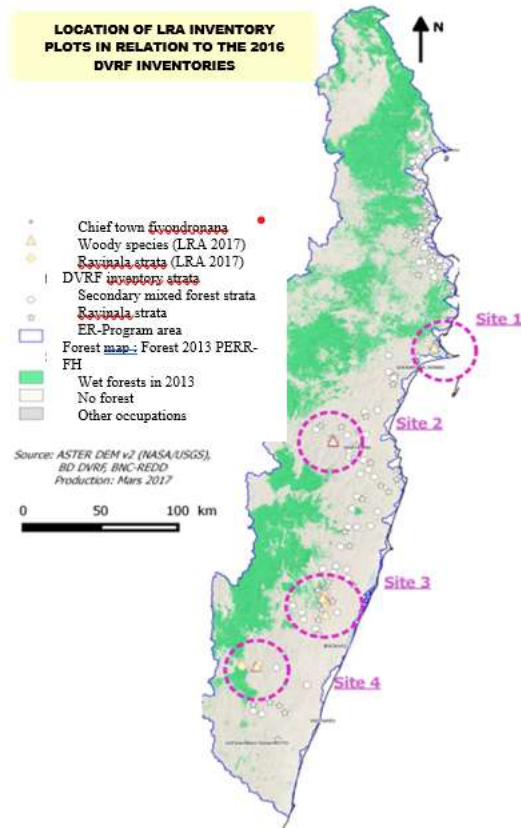 LOCATION OF LRA INVENTORY
PLOTS IN RELATION TO THE 2016
DVRF INVENTORIES
N
Chief town fivondronana
Woody species (LRA 2017)
Ravinala strata (LRA 2017)
DVRF inventory strata
Secondary mixed forest strata
Ravinala strata
ER-Program area
Forest map : Forest 2013 PERR-
FH
Wet forests in 2013
No forest
Other occupations
Source: ASTER DEM v2 (NASA/USGS),
BD DVRF, BNC-REDD
Production: Mars 2017
0 50 100 km
Site 1
Site 2
Site 3
Site 4